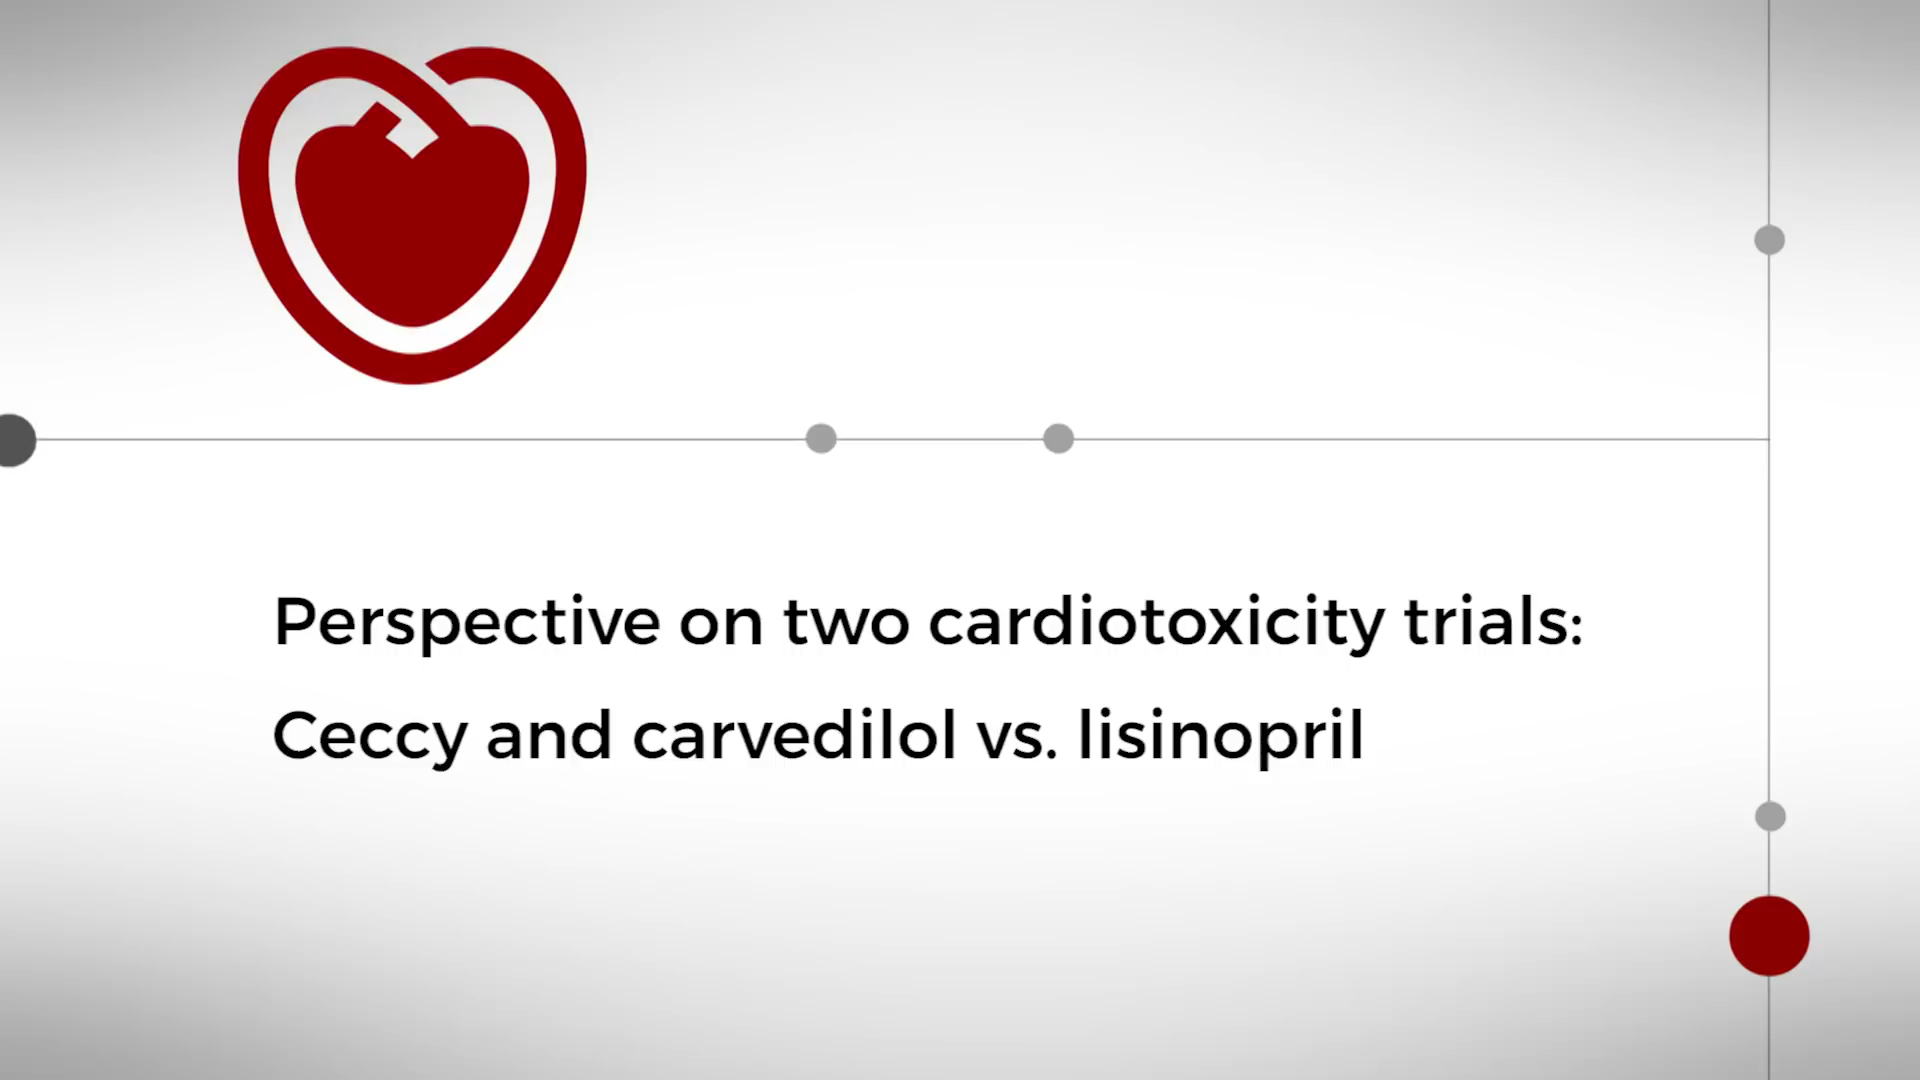 Perspective on two cardiotoxicity trials:
Ceccy and carvedilol vs. lisinopril